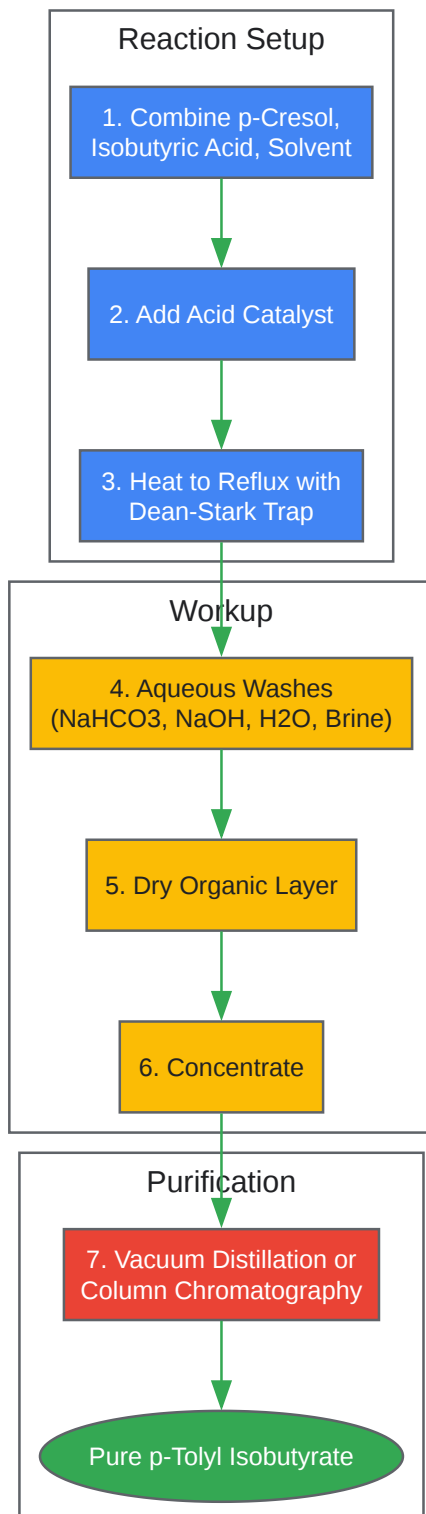 Reaction Setup
1. Combine p-Cresol,
Isobutyric Acid, Solvent
2. Add Acid Catalyst
3. Heat to Reflux with
Dean-Stark Trap
Workup
4. Aqueous Washes
(NaHCO3, NaOH, H2O, Brine)
5. Dry Organic Layer
6. Concentrate
Purification
7. Vacuum Distillation or
Column Chromatography
Pure p-Tolyl Isobutyrate